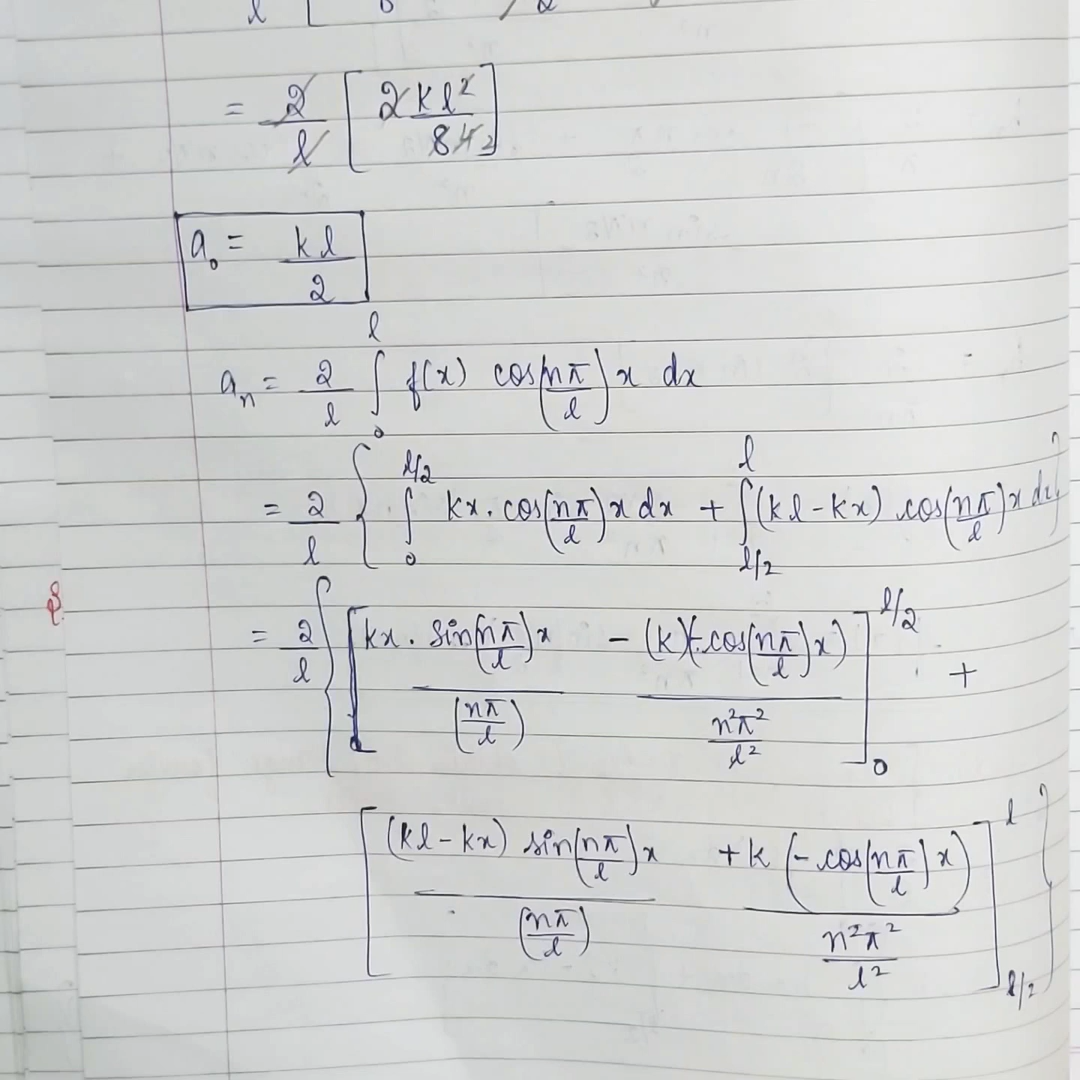 = 2/l [ 2kl²/84 2 ]
a₀ = kl/2
aₙ = 2/l ∫₀^l f(x) cos(nπ/l)x dx
= 2/l { ∫₀^{l/2} kx . cos(nπ/l)x dx + ∫_{l/2}^l (kl - kx) cos(nπ/l)x dx }
= 2/l { [ kx . sin(nπ/l)x / (nπ/l) - (k)(-cos(nπ/l)x) / (n²π²/l²) ]₀^{l/2} +
[ (kl - kx) sin(nπ/l)x / (nπ/l) + k (- cos(nπ/l)x) / (n²π²/l²) ]_{l/2}^l }